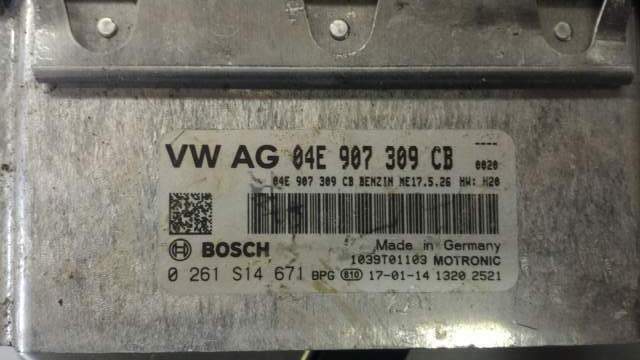 ----
VW AG 04E 907 309 CB 0020
04E 907 309 CB BENZIN ME17.5.26 HW: H20
BOSCH Made in Germany
1039T01103 MOTRONIC
0 261 S14 671 BPG 810 17-01-14 1320 2521